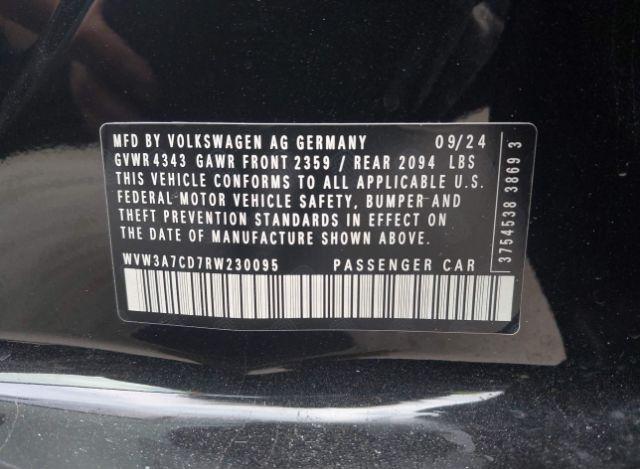 MFD BY VOLKSWAGEN AG GERMANY 09/24
GVWR 4343 GAWR FRONT 2359 / REAR 2094 LBS
THIS VEHICLE CONFORMS TO ALL APPLICABLE U.S.
FEDERAL MOTOR VEHICLE SAFETY, BUMPER AND
THEFT PREVENTION STANDARDS IN EFFECT ON
THE DATE OF MANUFACTURE SHOWN ABOVE.
WVW3A7CD7RW230095 PASSENGER CAR
3754538 3869 3